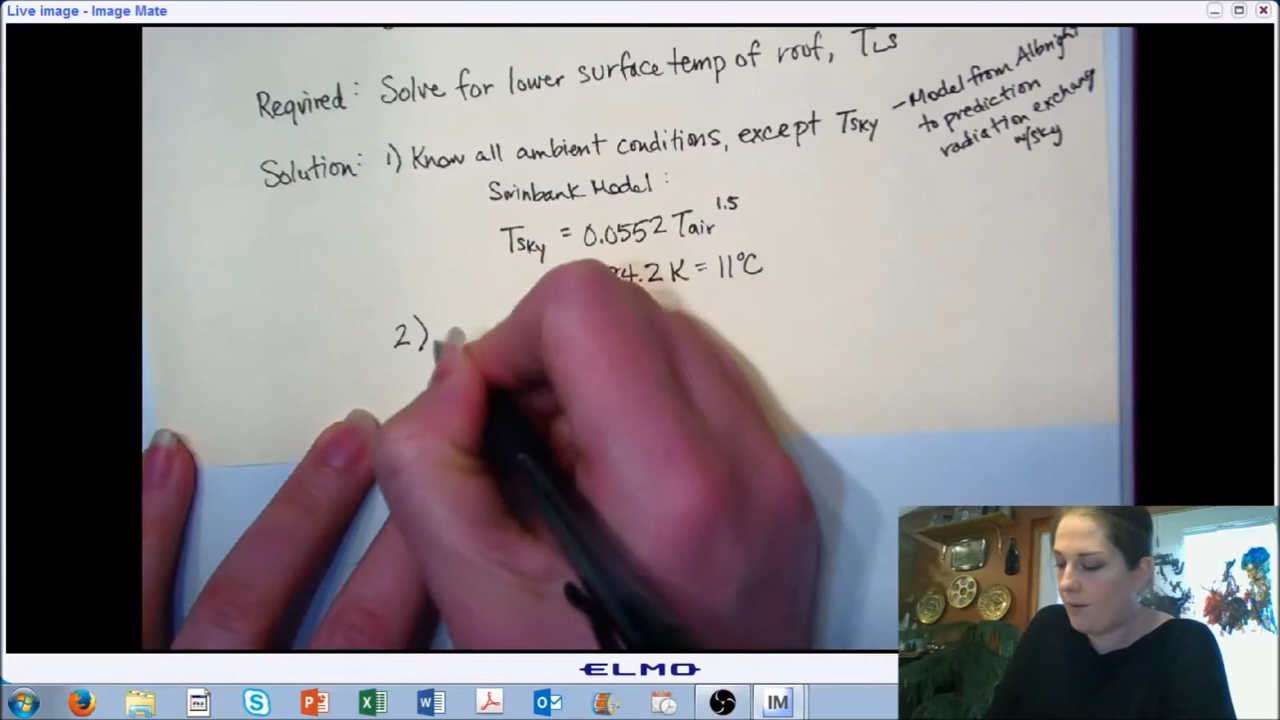 Live image - Image Mate
Required: Solve for lower surface temp of roof, TLS
Solution: 1) Know all ambient conditions, except Tsky
- Model from Albright
to prediction
radiation exchang
w/sky
Swinbank Model:
Tsky = 0.0552 Tair 1.5
4.2 K = 11°C
2)
ELMO
IM